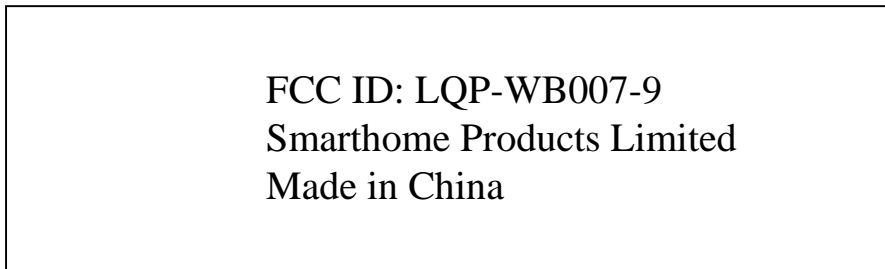 FCC ID: LQP-WB007-9
Smarthome Products Limited
Made in China